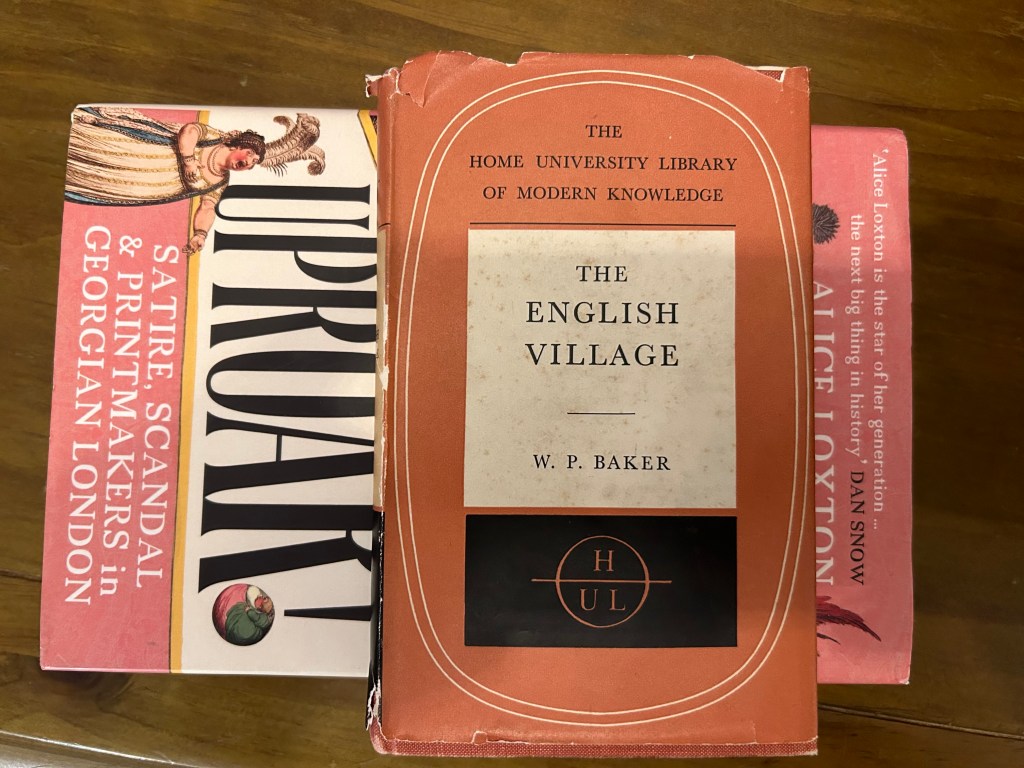 UPROAR!
SATIRE, SCANDAL
& PRINTMAKERS in
GEORGIAN LONDON
THE
HOME UNIVERSITY LIBRARY
OF MODERN KNOWLEDGE
THE
ENGLISH
VILLAGE
W. P. BAKER
H
UL
'Alice Loxton is the star of her generation ...
the next big thing in history' DAN SNOW
ALICE LOXTON